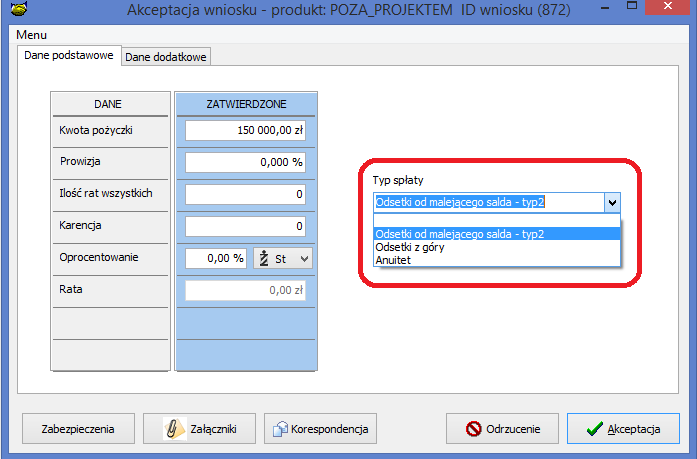 Akceptacja wniosku - produkt: POZA_PROJEKTEM ID wniosku (872)
Menu
Dane podstawowe Dane dodatkowe
DANE ZATWIERDZONE
Kwota pożyczki 150 000,00 zł
Prowizja 0,000 %
Ilość rat wszystkich 0
Karencja 0
Oprocentowanie 0,00 % Ż St
Rata 0,00 zł
Typ spłaty
Odsetki od malejącego salda - typ2
Odsetki od malejącego salda - typ2
Odsetki z góry
Anuitet
Zabezpieczenia Załączniki Korespondencja Odrzucenie Akceptacja